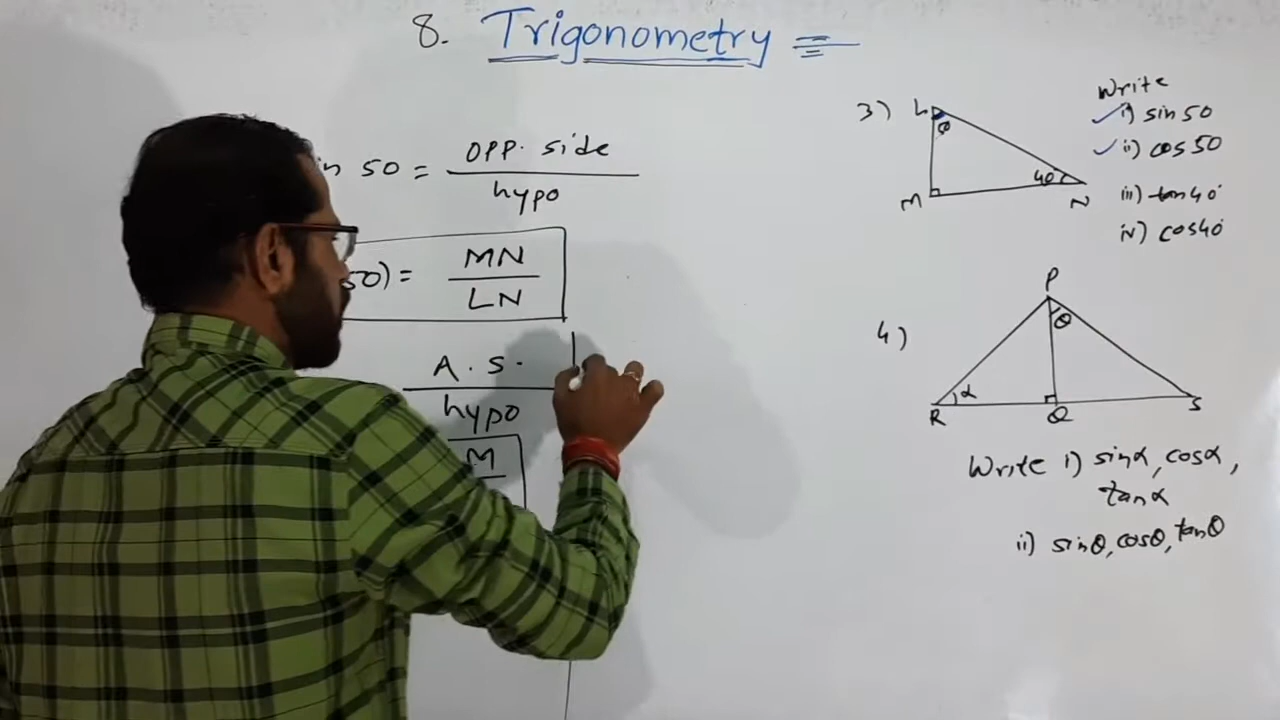 8. Trigonometry
50 = opp. side
hypo
50) = MN
LN
A. S.
hypo
M
3) L
M
N
40
Write
i) sin 50
ii) cos 50
iii) tan 40°
iv) cos 40°
4)
P
θ
R
α
Q
S
Write i) sinα, cosα,
tanα
ii) sinθ, cosθ, tanθ